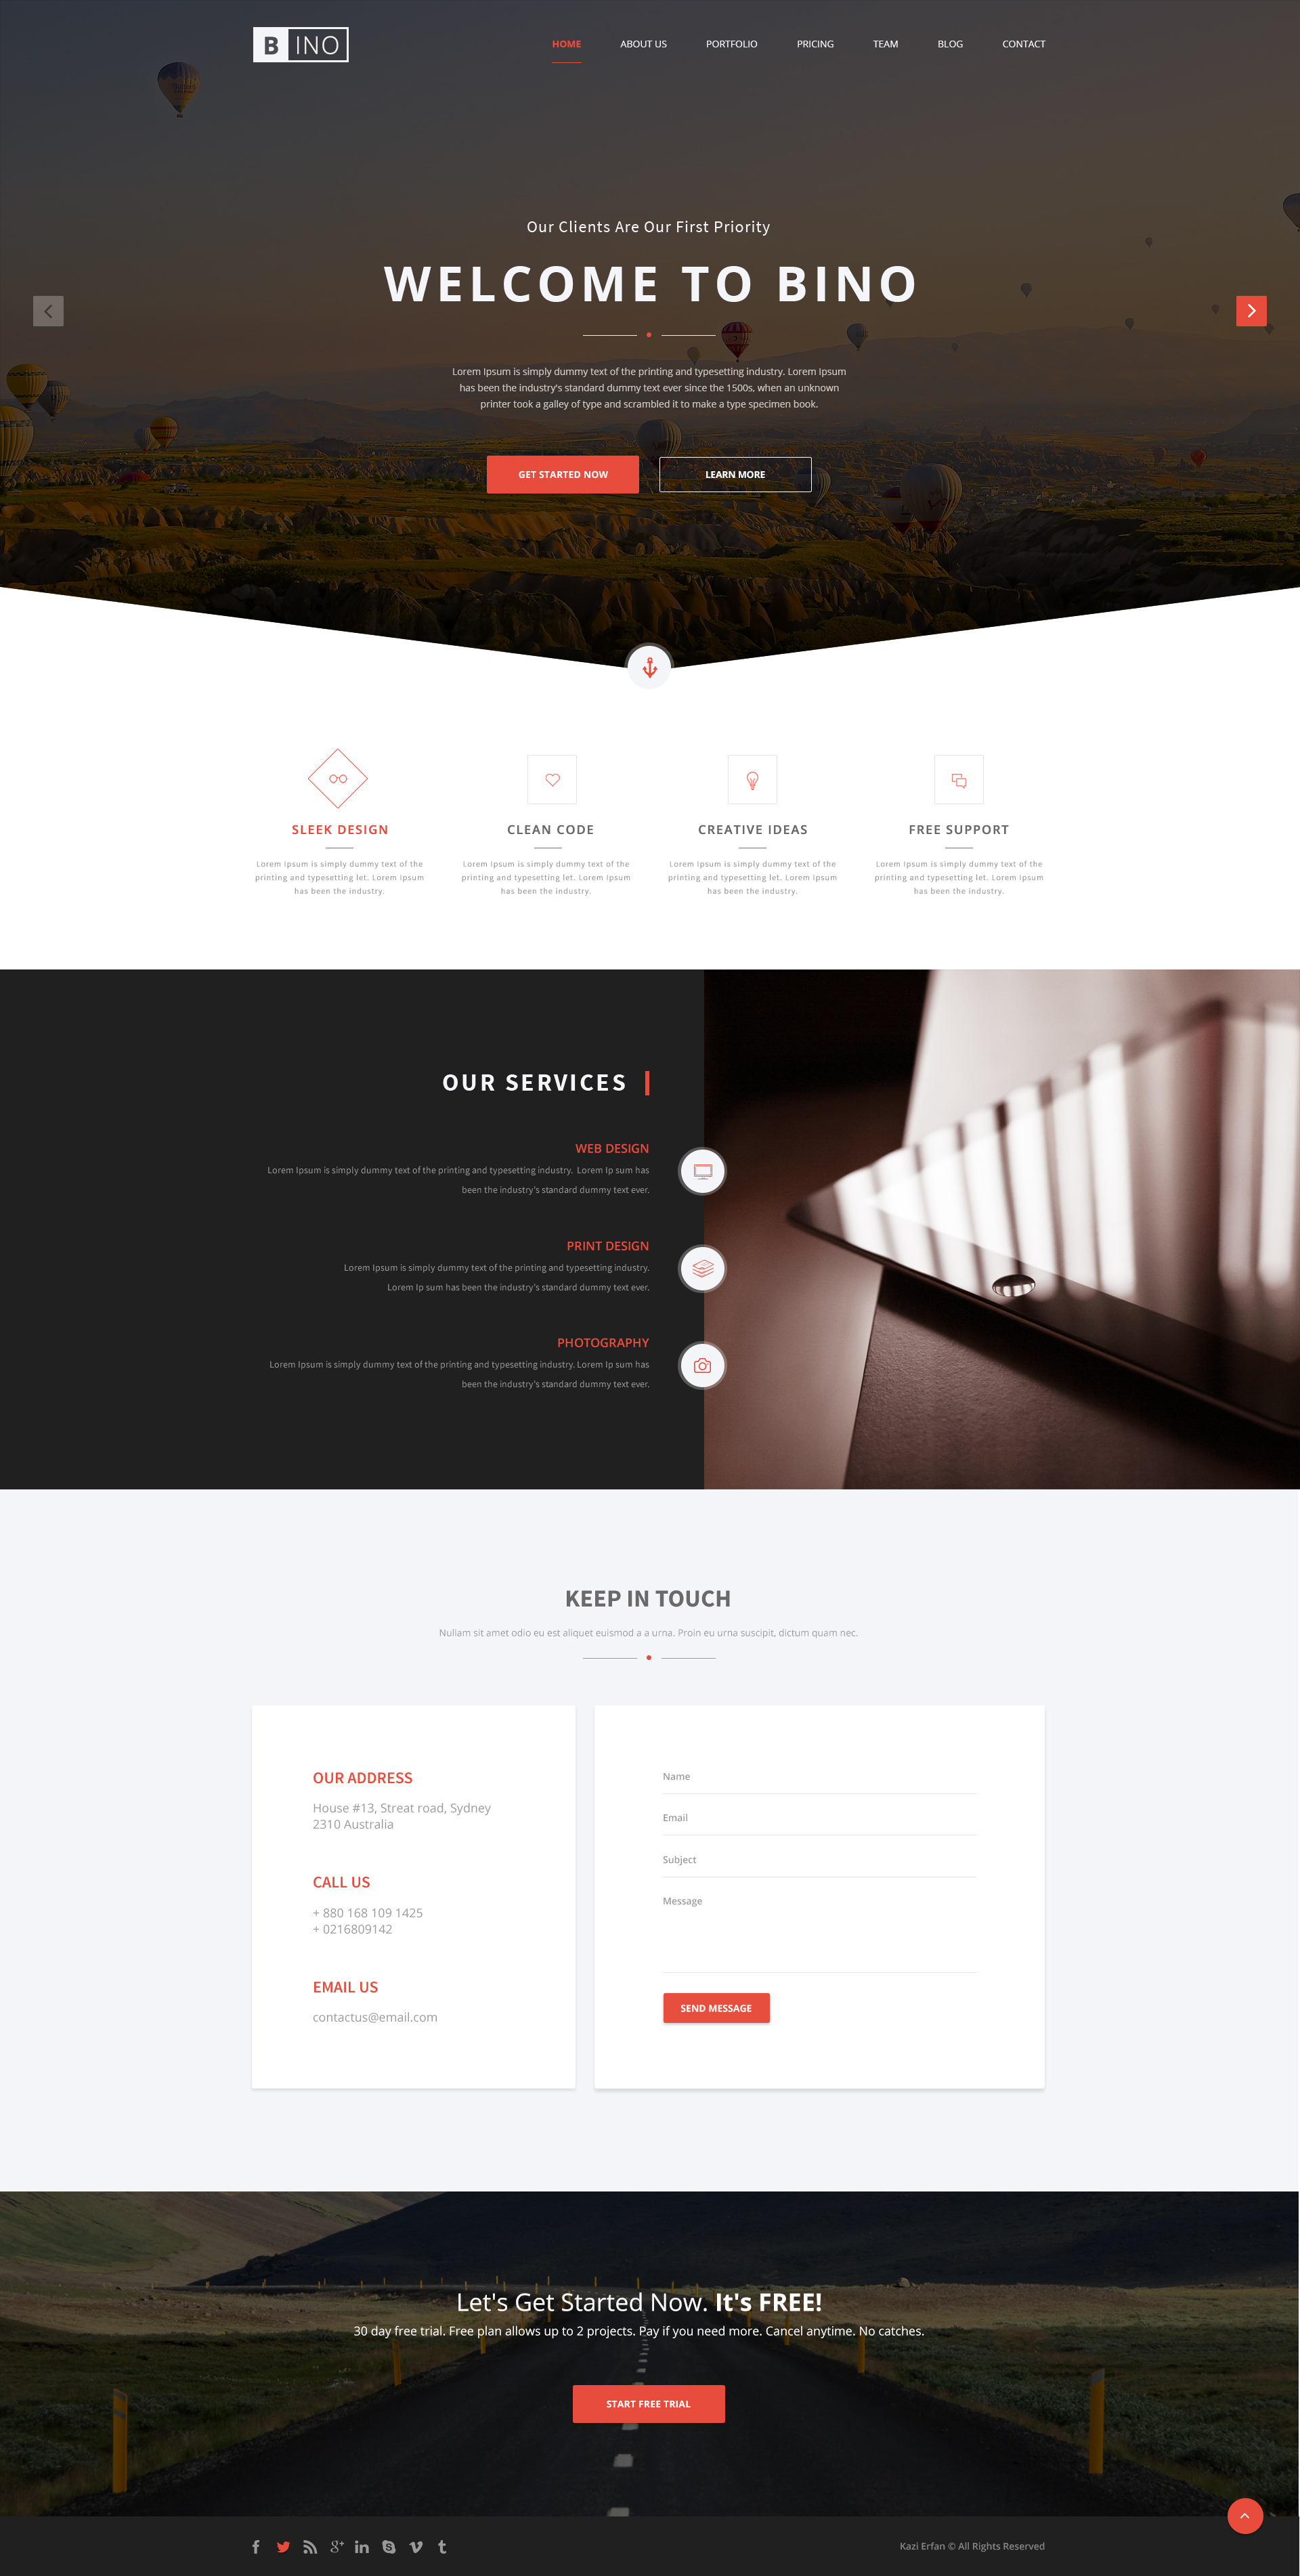 BINO
HOME ABOUT US PORTFOLIO PRICING TEAM BLOG CONTACT
Our Clients Are Our First Priority
WELCOME TO BINO
Lorem Ipsum is simply dummy text of the printing and typesetting industry. Lorem Ipsum
has been the industry's standard dummy text ever since the 1500s, when an unknown
printer took a galley of type and scrambled it to make a type specimen book.
GET STARTED NOW
LEARN MORE
SLEEK DESIGN
Lorem Ipsum is simply dummy text of the
printing and typesetting let. Lorem Ipsum
has been the industry.
CLEAN CODE
Lorem Ipsum is simply dummy text of the
printing and typesetting let. Lorem Ipsum
has been the industry.
CREATIVE IDEAS
Lorem Ipsum is simply dummy text of the
printing and typesetting let. Lorem Ipsum
has been the industry.
FREE SUPPORT
Lorem Ipsum is simply dummy text of the
printing and typesetting let. Lorem Ipsum
has been the industry.
OUR SERVICES
WEB DESIGN
Lorem Ipsum is simply dummy text of the printing and typesetting industry. Lorem Ip sum has
been the industry's standard dummy text ever.
PRINT DESIGN
Lorem Ipsum is simply dummy text of the printing and typesetting industry.
Lorem Ip sum has been the industry's standard dummy text ever.
PHOTOGRAPHY
Lorem Ipsum is simply dummy text of the printing and typesetting industry. Lorem Ip sum has
been the industry's standard dummy text ever.
KEEP IN TOUCH
Nullam sit amet odio eu est aliquet euismod a a urna. Proin eu urna suscipit, dictum quam nec.
OUR ADDRESS
House #13, Streat road, Sydney
2310 Australia
CALL US
+ 880 168 109 1425
+ 0216809142
EMAIL US
contactus@email.com
Name
Email
Subject
Message
SEND MESSAGE
Let's Get Started Now. It's FREE!
30 day free trial. Free plan allows up to 2 projects. Pay if you need more. Cancel anytime. No catches.
START FREE TRIAL
Kazi Erfan © All Rights Reserved